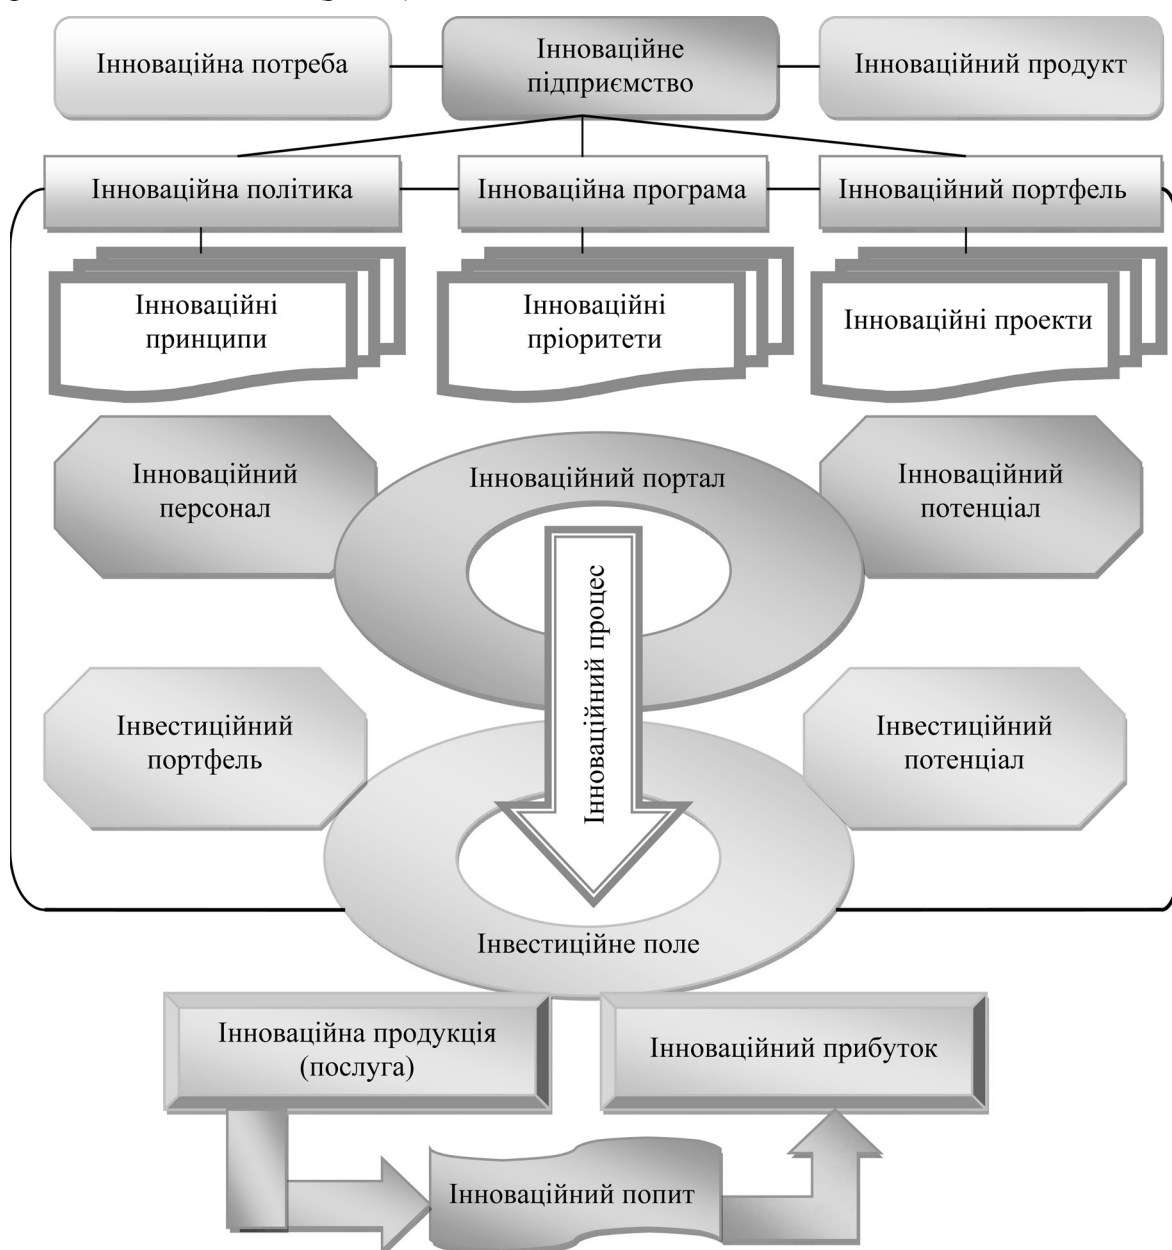 Інноваційна потреба
Інноваційне
підприємство
Інноваційний продукт
Інноваційна політика
Інноваційна програма
Інноваційний портфель
Інноваційні
принципи
Інноваційні
пріоритети
Інноваційні проекти
Інноваційний
персонал
Інноваційний портал
Інноваційний
потенціал
Інноваційний процес
Інвестиційний
портфель
Інвестиційний
потенціал
Інвестиційне поле
Інноваційна продукція
(послуга)
Інноваційний прибуток
Інноваційний попит